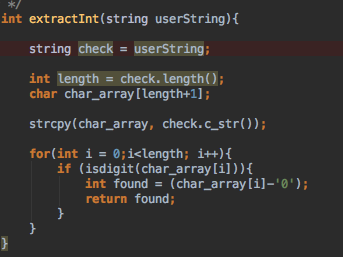 */
int extractInt(string userString){
string check = userString;
int length = check.length();
char char_array[length+1];
strcpy(char_array, check.c_str());
for(int i = 0;i<length; i++){
if (isdigit(char_array[i])){
int found = (char_array[i]-'0');
return found;
}
}
}